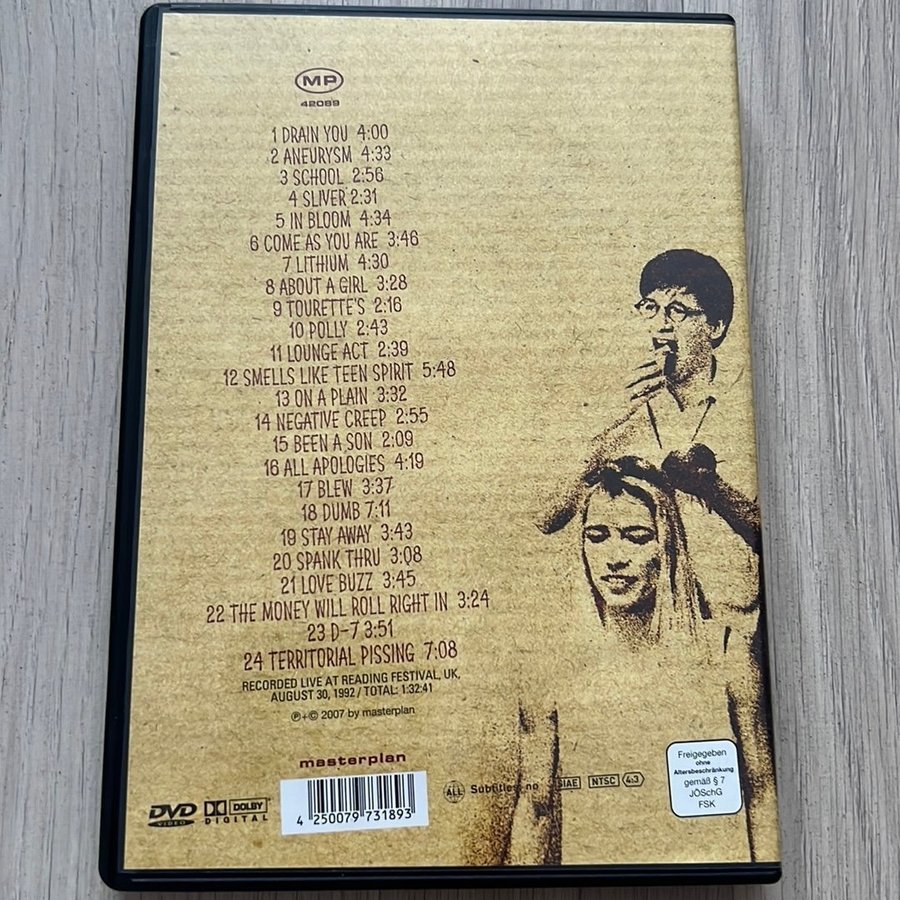 MP
42089
1 DRAIN YOU 4:00
2 ANEURYSM 4:33
3 SCHOOL 2:56
4 SLIVER 2:31
5 IN BLOOM 4:34
6 COME AS YOU ARE 3:46
7 LITHIUM 4:30
8 ABOUT A GIRL 3:28
9 TOURETTE'S 2:16
10 POLLY 2:43
11 LOUNGE ACT 2:39
12 SMELLS LIKE TEEN SPIRIT 5:48
13 ON A PLAIN 3:32
14 NEGATIVE CREEP 2:55
15 BEEN A SON 2:09
16 ALL APOLOGIES 4:19
17 BLEW 3:37
18 DUMB 7:11
19 STAY AWAY 3:43
20 SPANK THRU 3:08
21 LOVE BUZZ 3:45
22 THE MONEY WILL ROLL RIGHT IN 3:24
23 D-7 3:51
24 TERRITORIAL PISSING 7:08
RECORDED LIVE AT READING FESTIVAL, UK,
AUGUST 30, 1992 / TOTAL: 1:32:41
℗+© 2007 by masterplan
masterplan
DVD VIDEO
DOLBY DIGITAL
4 250079 731893
ALL Subtitles: no SIAE NTSC 4:3
Freigegeben
ohne
Altersbeschränkung
gemäß § 7
JÖSchG
FSK